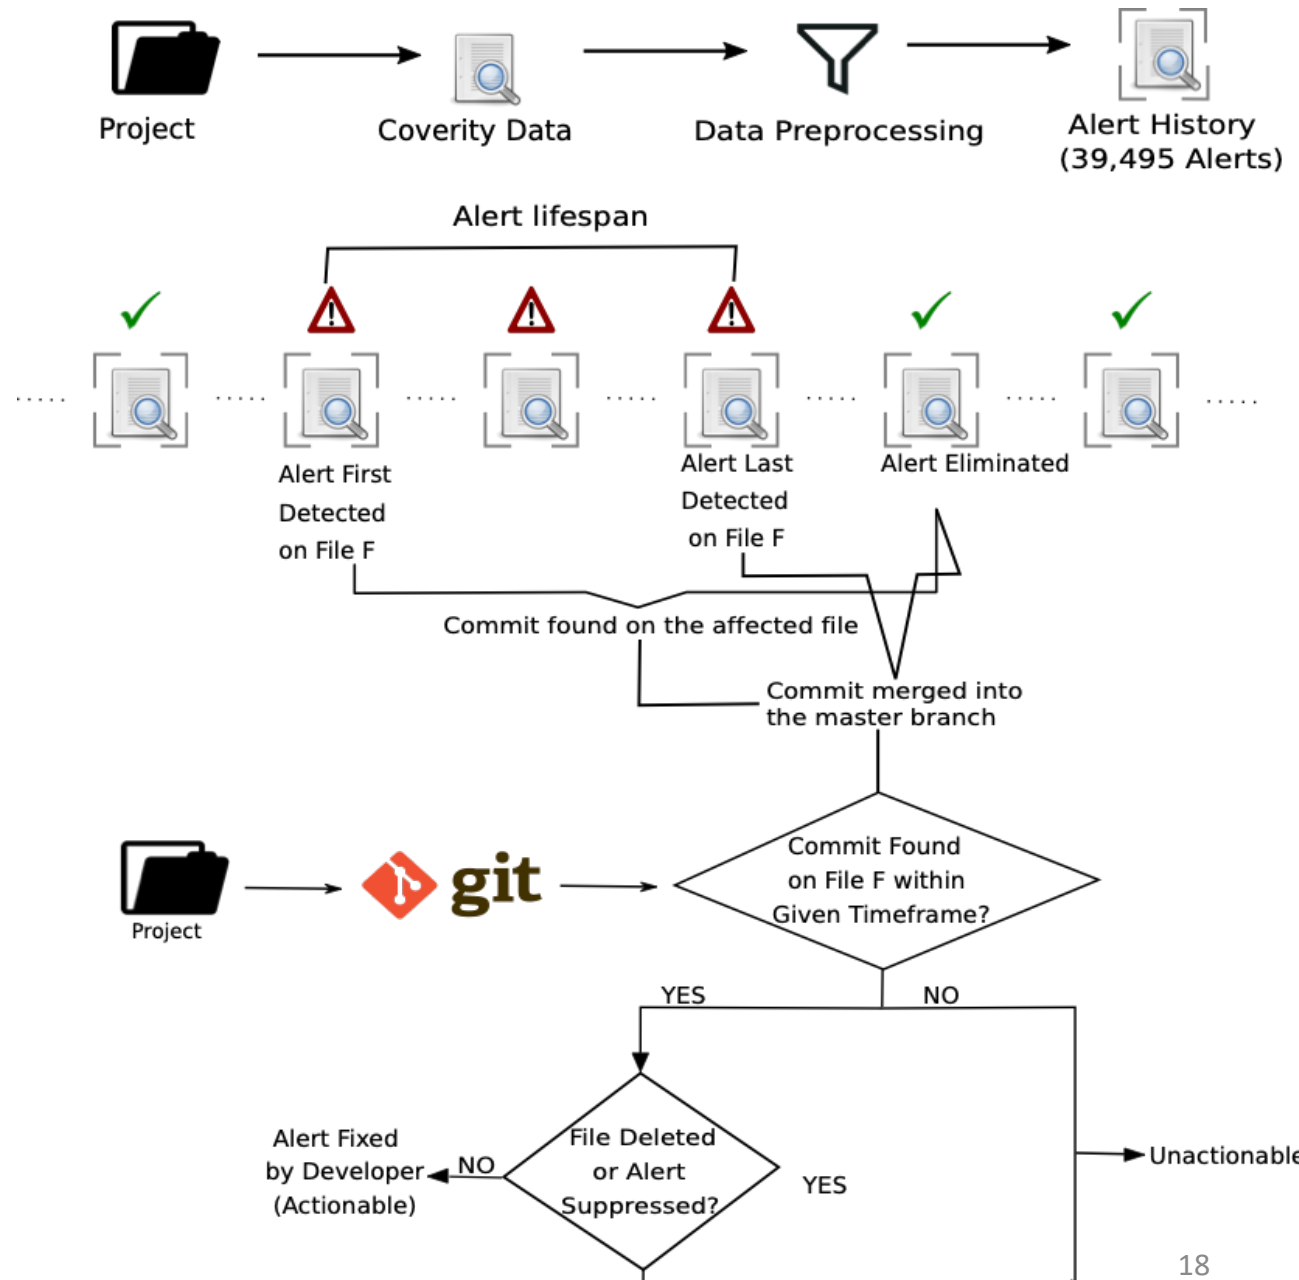 Project
Coverity Data
Data Preprocessing
Alert History
(39,495 Alerts)
Alert lifespan
Alert First
Detected
on File F
Alert Last
Detected
on File F
Alert Eliminated
Commit found on the affected file
Commit merged into
the master branch
Project
git
Commit Found
on File F within
Given Timeframe?
YES
NO
Alert Fixed
by Developer
(Actionable)
NO
File Deleted
or Alert
Suppressed?
YES
Unactionable
18